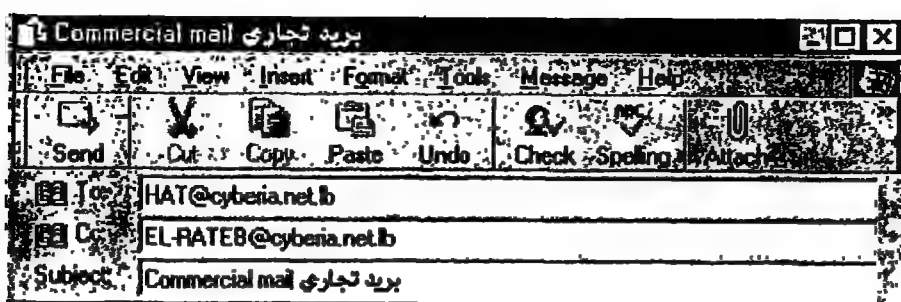 Commercial mail بريد تجاري
File Edit View Insert Format Tools Message Help
Send Cut Copy Paste Undo Check Spelling Attach
To: HAT@cyberia.net.lb
Cc: EL-RATEB@cyberia.net.lb
Subject: Commercial mail بريد تجاري